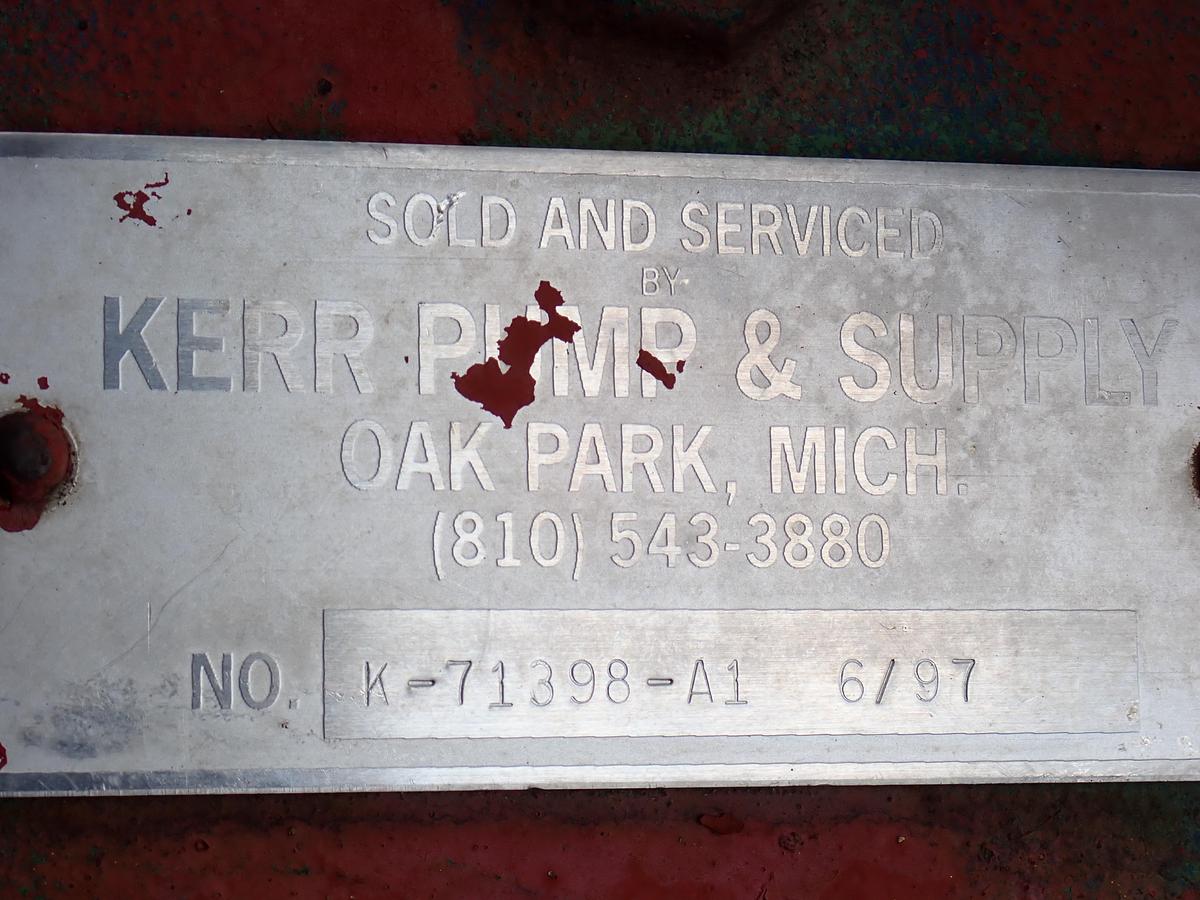 SOLD AND SERVICED
BY
KERR PUMP & SUPPLY
OAK PARK, MICH.
(810) 543-3880
NO. K-71398-A1 6/97